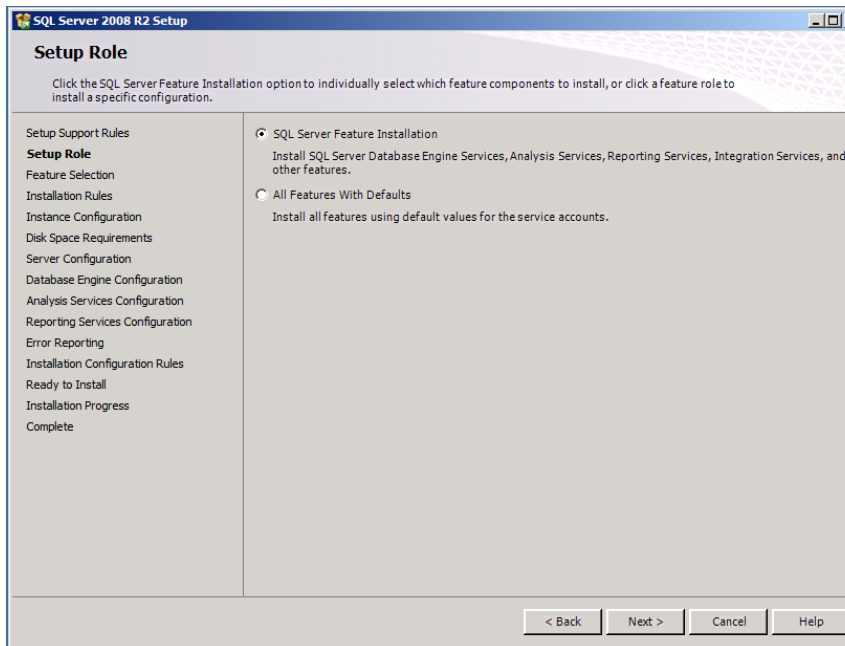 SQL Server 2008 R2 Setup
Setup Role
Click the SQL Server Feature Installation option to individually select which feature components to install, or click a feature role to
install a specific configuration.
Setup Support Rules
Setup Role
Feature Selection
Installation Rules
Instance Configuration
Disk Space Requirements
Server Configuration
Database Engine Configuration
Analysis Services Configuration
Reporting Services Configuration
Error Reporting
Installation Configuration Rules
Ready to Install
Installation Progress
Complete
SQL Server Feature Installation
Install SQL Server Database Engine Services, Analysis Services, Reporting Services, Integration Services, and
other features.
All Features With Defaults
Install all features using default values for the service accounts.
< Back
Next >
Cancel
Help